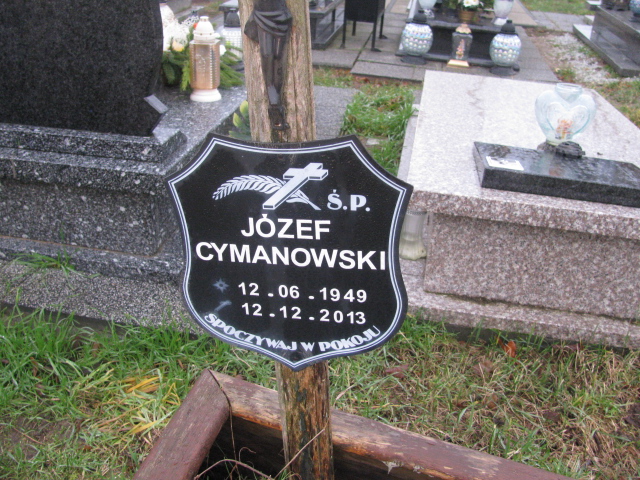 Ś.P.
JÓZEF
CYMANOWSKI
12.06.1949
12.12.2013
SPOCZYWAJ W POKOJU